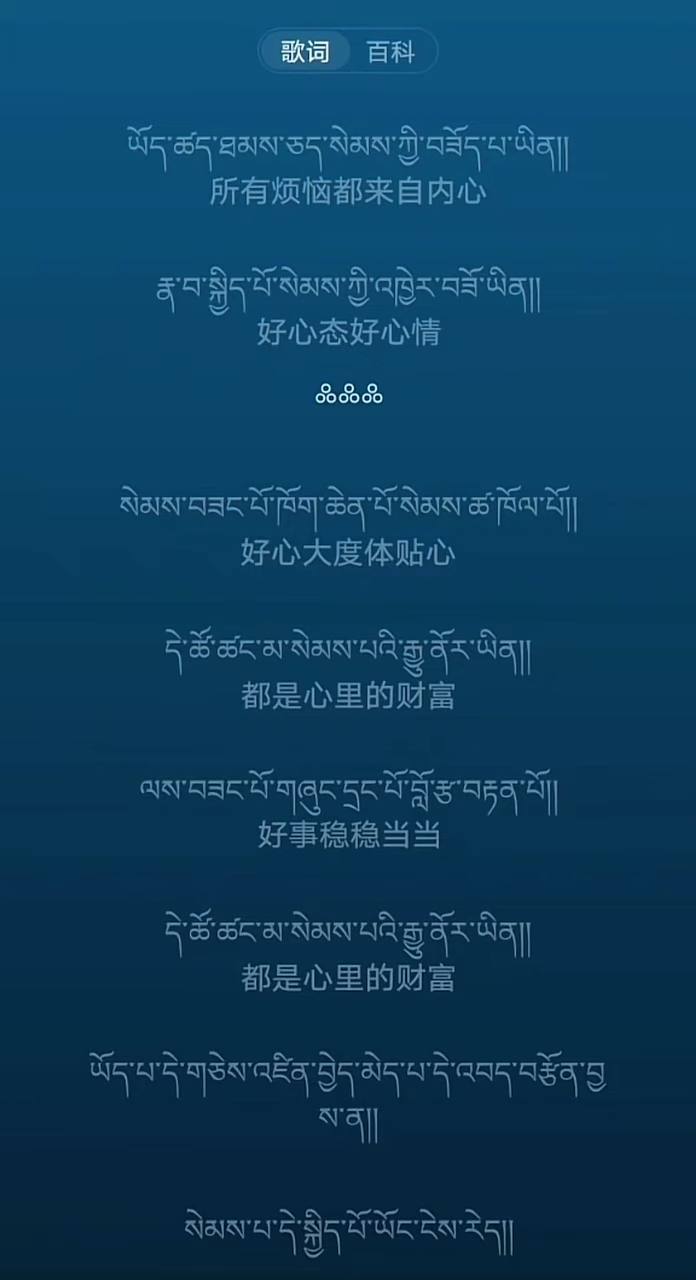 歌词 百科
ཡོད་ཚད་ཐམས་ཅད་སེམས་ཀྱི་བཟོད་པ་ཡིན།།
所有烦恼都来自内心
རྣ་བ་སྐྱིད་པོ་སེམས་ཀྱི་འཁྱེར་བཟོ་ཡིན།།
好心态好心情
སེམས་བཟང་པོ་ཁོག་ཆེན་པོ་སེམས་ཚ་ཁོལ་པོ།།
好心大度体贴心
དེ་ཚོ་ཚང་མ་སེམས་པའི་རྒྱུ་ནོར་ཡིན།།
都是心里的财富
ལས་བཟང་པོ་གཞུང་དྲང་པོ་བློ་རྩ་བརྟན་པོ།།
好事稳稳当当
དེ་ཚོ་ཚང་མ་སེམས་པའི་རྒྱུ་ནོར་ཡིན།།
都是心里的财富
ཡོད་པ་དེ་གཅེས་འཛིན་བྱེད་མེད་པ་དེ་འབད་བརྩོན་བྱ
ས་ན།།
སེམས་པ་དེ་སྐྱིད་པོ་ཡོང་ངེས་རེད།།